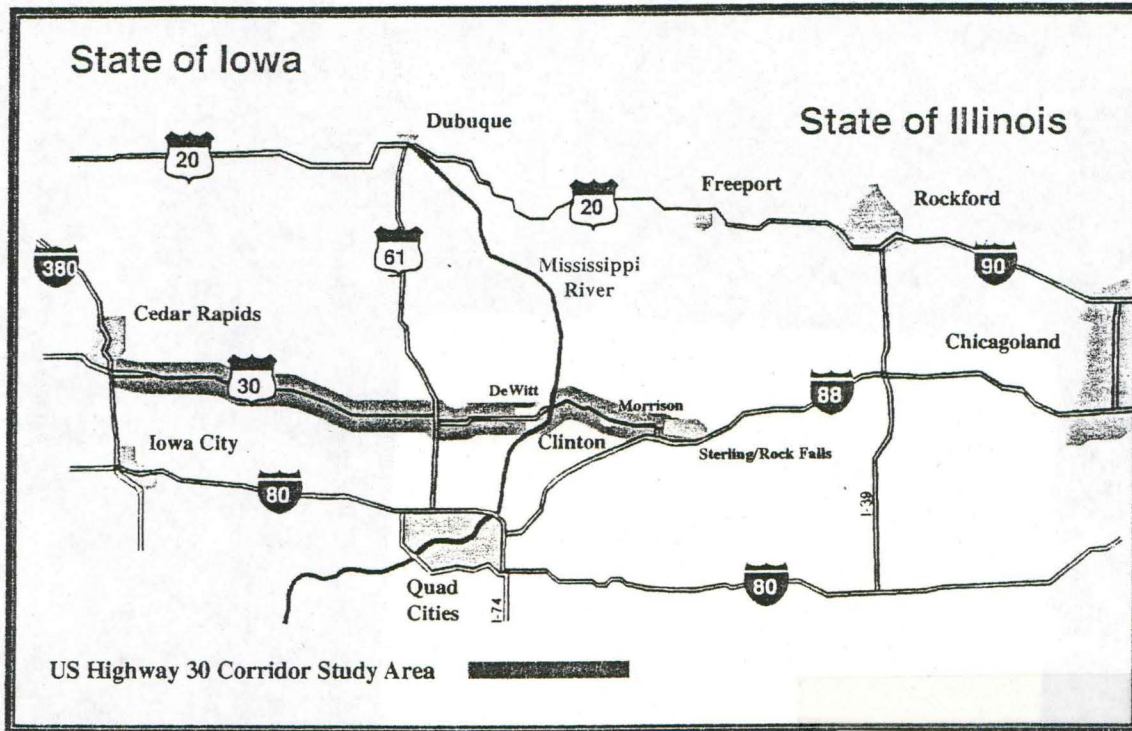 State of Iowa
State of Illinois
Dubuque
20
Freeport
20
Rockford
61
Mississippi
River
380
90
Cedar Rapids
Chicagoland
30
DeWitt
88
Morrison
Iowa City
Clinton
Sterling/Rock Falls
80
I-39
80
Quad
Cities
I-74
US Highway 30 Corridor Study Area